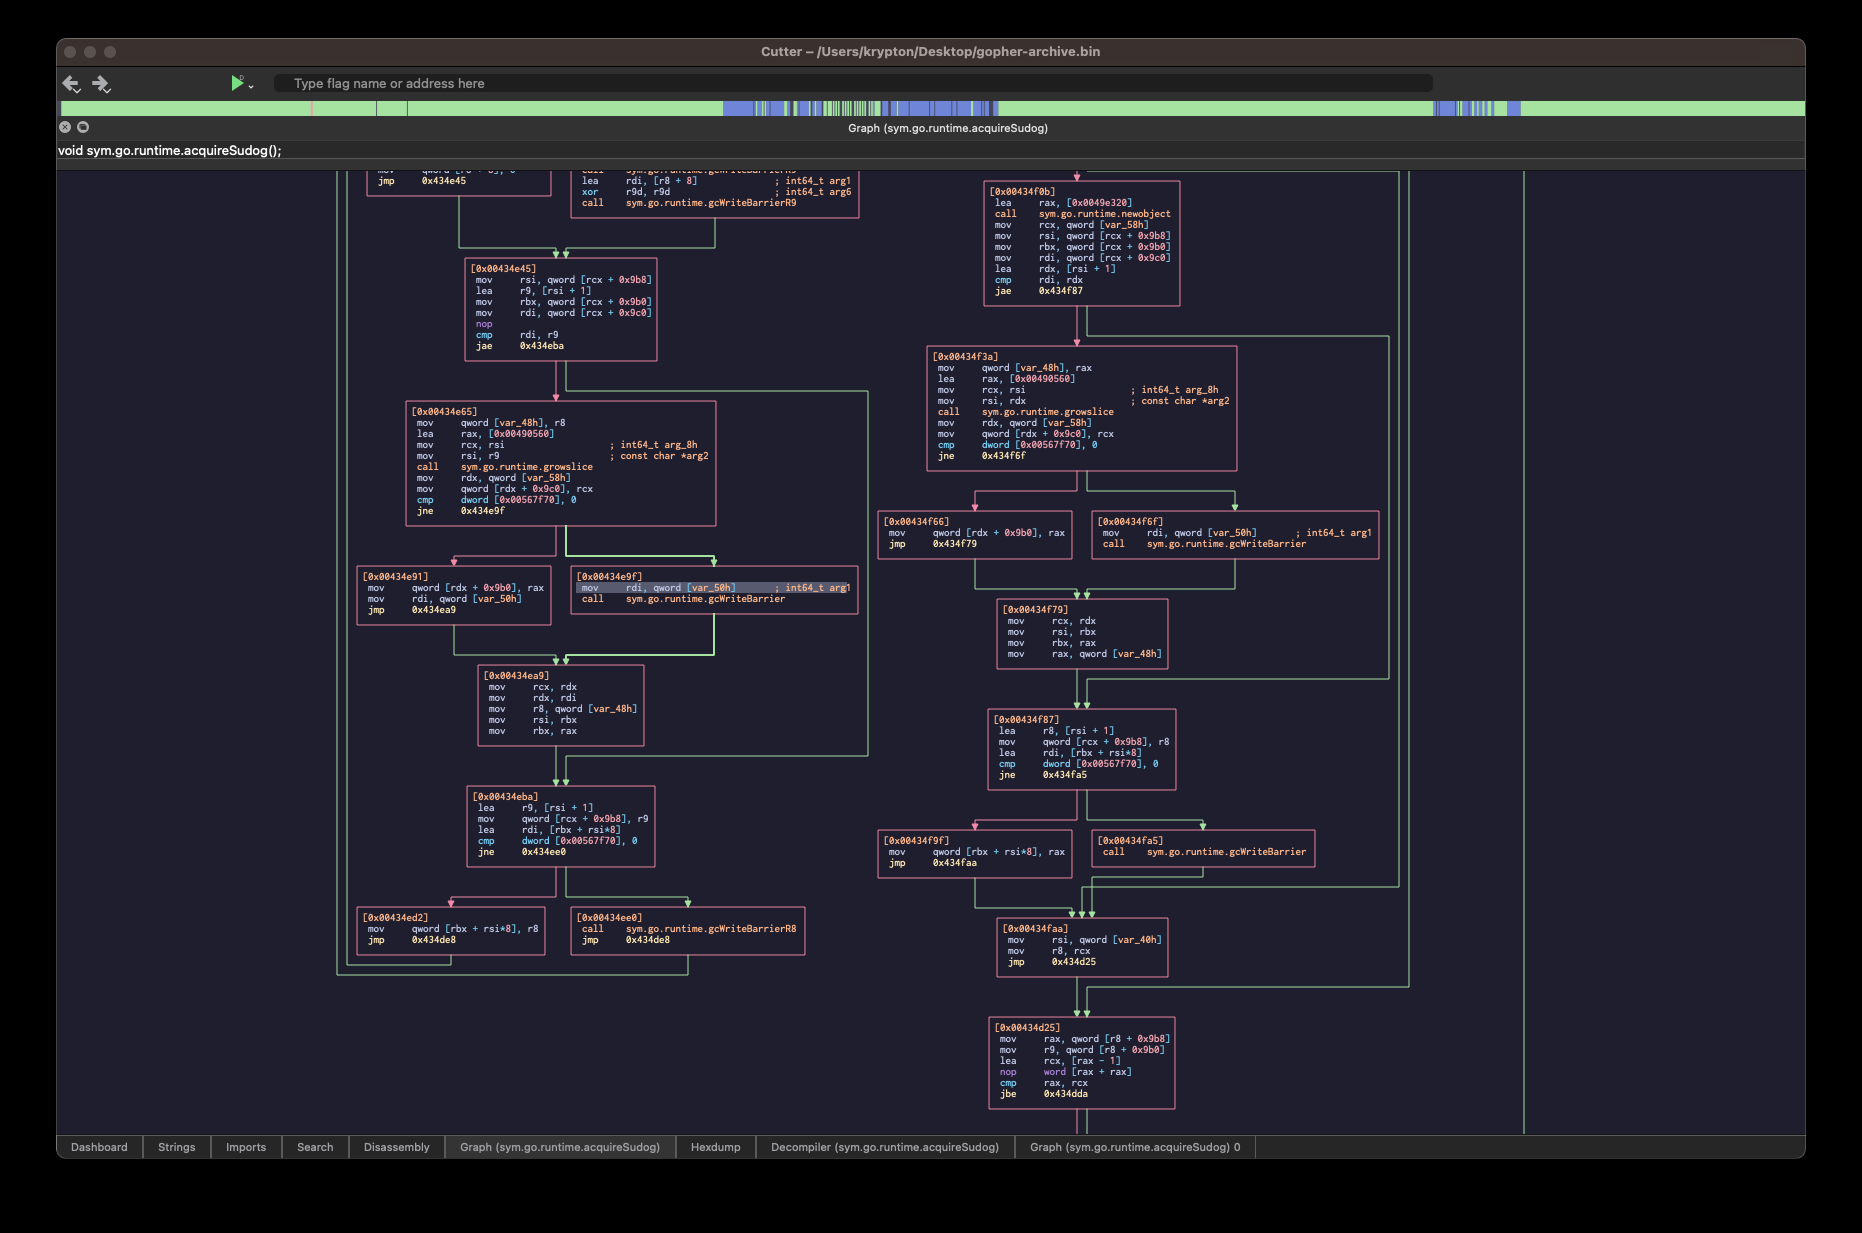 Cutter – /Users/krypton/Desktop/gopher-archive.bin
Type flag name or address here
Graph (sym.go.runtime.acquireSudog)
void sym.go.runtime.acquireSudog();
jmp 0x434e45
lea rdi, [r8 + 8] ; int64_t arg1
xor r9d, r9d ; int64_t arg6
call sym.go.runtime.gcWriteBarrierR9
[0x00434e45]
mov rsi, qword [rcx + 0x9b8]
lea r9, [rsi + 1]
mov rbx, qword [rcx + 0x9b0]
mov rdi, qword [rcx + 0x9c0]
nop
cmp rdi, r9
jae 0x434eba
[0x00434e65]
mov qword [var_48h], r8
lea rax, [0x00490560]
mov rcx, rsi ; int64_t arg_8h
mov rsi, r9 ; const char *arg2
call sym.go.runtime.growslice
mov rdx, qword [var_58h]
mov qword [rdx + 0x9c0], rcx
cmp dword [0x00567f70], 0
jne 0x434e9f
[0x00434e91]
mov qword [rdx + 0x9b0], rax
mov rdi, qword [var_50h]
jmp 0x434ea9
[0x00434e9f]
mov rdi, qword [var_50h] ; int64_t arg1
call sym.go.runtime.gcWriteBarrier
[0x00434ea9]
mov rcx, rdx
mov rdx, rdi
mov r8, qword [var_48h]
mov rsi, rbx
mov rbx, rax
[0x00434eba]
lea r9, [rsi + 1]
mov qword [rcx + 0x9b8], r9
lea rdi, [rbx + rsi*8]
cmp dword [0x00567f70], 0
jne 0x434ee0
[0x00434ed2]
mov qword [rbx + rsi*8], r8
jmp 0x434de8
[0x00434ee0]
call sym.go.runtime.gcWriteBarrierR8
jmp 0x434de8
[0x00434f0b]
lea rax, [0x0049e320]
call sym.go.runtime.newobject
mov rcx, qword [var_58h]
mov rsi, qword [rcx + 0x9b8]
mov rbx, qword [rcx + 0x9b0]
mov rdi, qword [rcx + 0x9c0]
lea rdx, [rsi + 1]
cmp rdi, rdx
jae 0x434f87
[0x00434f3a]
mov qword [var_48h], rax
lea rax, [0x00490560]
mov rcx, rsi ; int64_t arg_8h
mov rsi, rdx ; const char *arg2
call sym.go.runtime.growslice
mov rdx, qword [var_58h]
mov qword [rdx + 0x9c0], rcx
cmp dword [0x00567f70], 0
jne 0x434f6f
[0x00434f66]
mov qword [rdx + 0x9b0], rax
jmp 0x434f79
[0x00434f6f]
mov rdi, qword [var_50h] ; int64_t arg1
call sym.go.runtime.gcWriteBarrier
[0x00434f79]
mov rcx, rdx
mov rsi, rbx
mov rbx, rax
mov rax, qword [var_48h]
[0x00434f87]
lea r8, [rsi + 1]
mov qword [rcx + 0x9b8], r8
lea rdi, [rbx + rsi*8]
cmp dword [0x00567f70], 0
jne 0x434fa5
[0x00434f9f]
mov qword [rbx + rsi*8], rax
jmp 0x434faa
[0x00434fa5]
call sym.go.runtime.gcWriteBarrier
[0x00434faa]
mov rsi, qword [var_40h]
mov r8, rcx
jmp 0x434d25
[0x00434d25]
mov rax, qword [r8 + 0x9b8]
mov r9, qword [r8 + 0x9b0]
lea rcx, [rax - 1]
nop word [rax + rax]
cmp rax, rcx
jbe 0x434dda
Dashboard Strings Imports Search Disassembly Graph (sym.go.runtime.acquireSudog) Hexdump Decompiler (sym.go.runtime.acquireSudog) Graph (sym.go.runtime.acquireSudog) 0